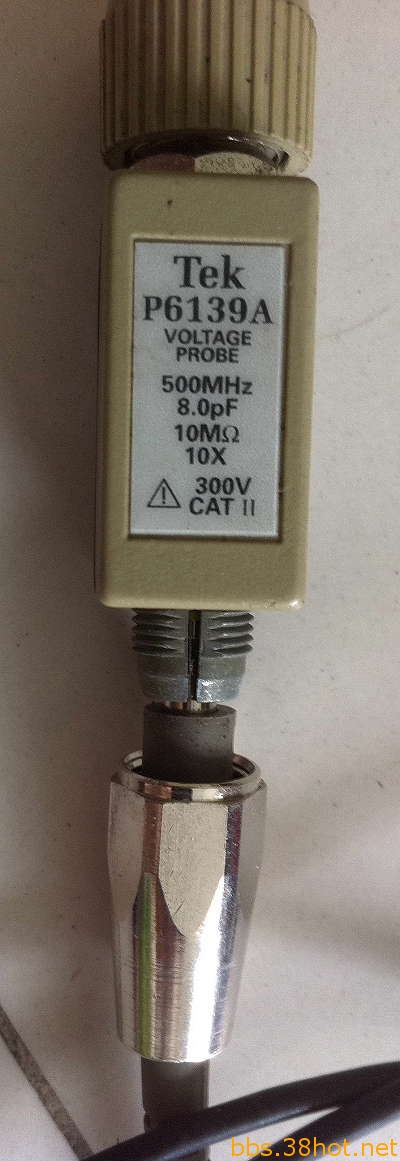 Tek
P6139A
VOLTAGE
PROBE
500MHz
8.0pF
10MΩ
10X
⚠ 300V
CAT II
bbs.38hot.net